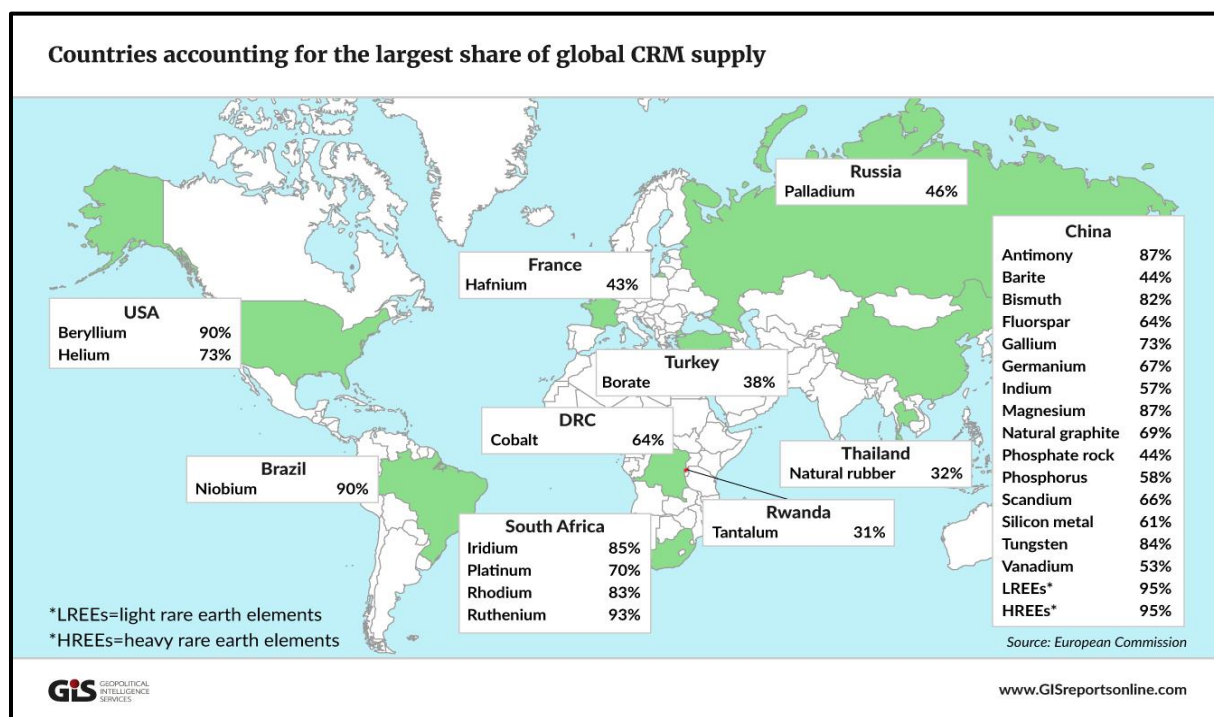 Countries accounting for the largest share of global CRM supply
Russia
Palladium 46%
France
Hafnium 43%
USA
Beryllium 90%
Helium 73%
Turkey
Borate 38%
DRC
Cobalt 64%
Brazil
Niobium 90%
Thailand
Natural rubber 32%
Rwanda
Tantalum 31%
South Africa
Iridium 85%
Platinum 70%
Rhodium 83%
Ruthenium 93%
China
Antimony 87%
Barite 44%
Bismuth 82%
Fluorspar 64%
Gallium 73%
Germanium 67%
Indium 57%
Magnesium 87%
Natural graphite 69%
Phosphate rock 44%
Phosphorus 58%
Scandium 66%
Silicon metal 61%
Tungsten 84%
Vanadium 53%
LREEs* 95%
HREEs* 95%
*LREEs=light rare earth elements
*HREEs=heavy rare earth elements
Source: European Commission
GIS
GEOPOLITICAL
INTELLIGENCE
SERVICES
www.GISreportsonline.com